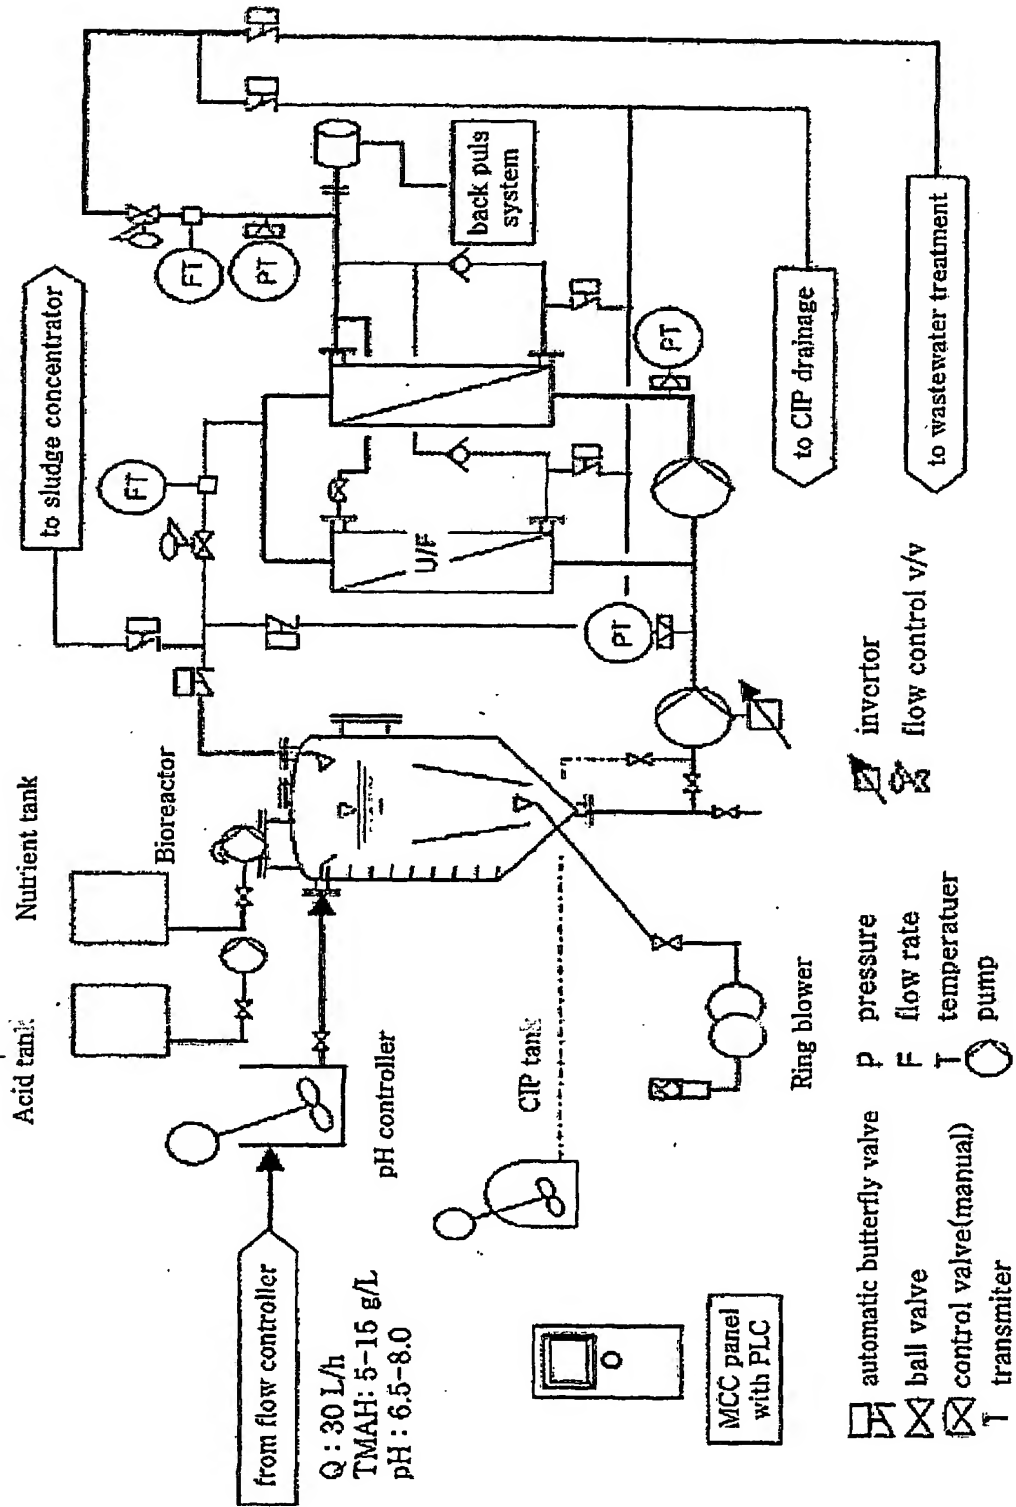 Acid tank
Nutrient tank
Bioreactor
to sludge concentrator
FT
FT
PT
back puls
system
U/F
PT
PT
from flow controller
Q : 30 L/h
TMAH: 5-15 g/L
pH : 6.5-8.0
pH controller
CIP tank
Ring blower
to CIP drainage
to wastewater treatment
MCC panel
with PLC
automatic butterfly valve
ball valve
control valve(manual)
T transmiter
P pressure
F flow rate
T temperatuer
pump
invertor
flow control v/v